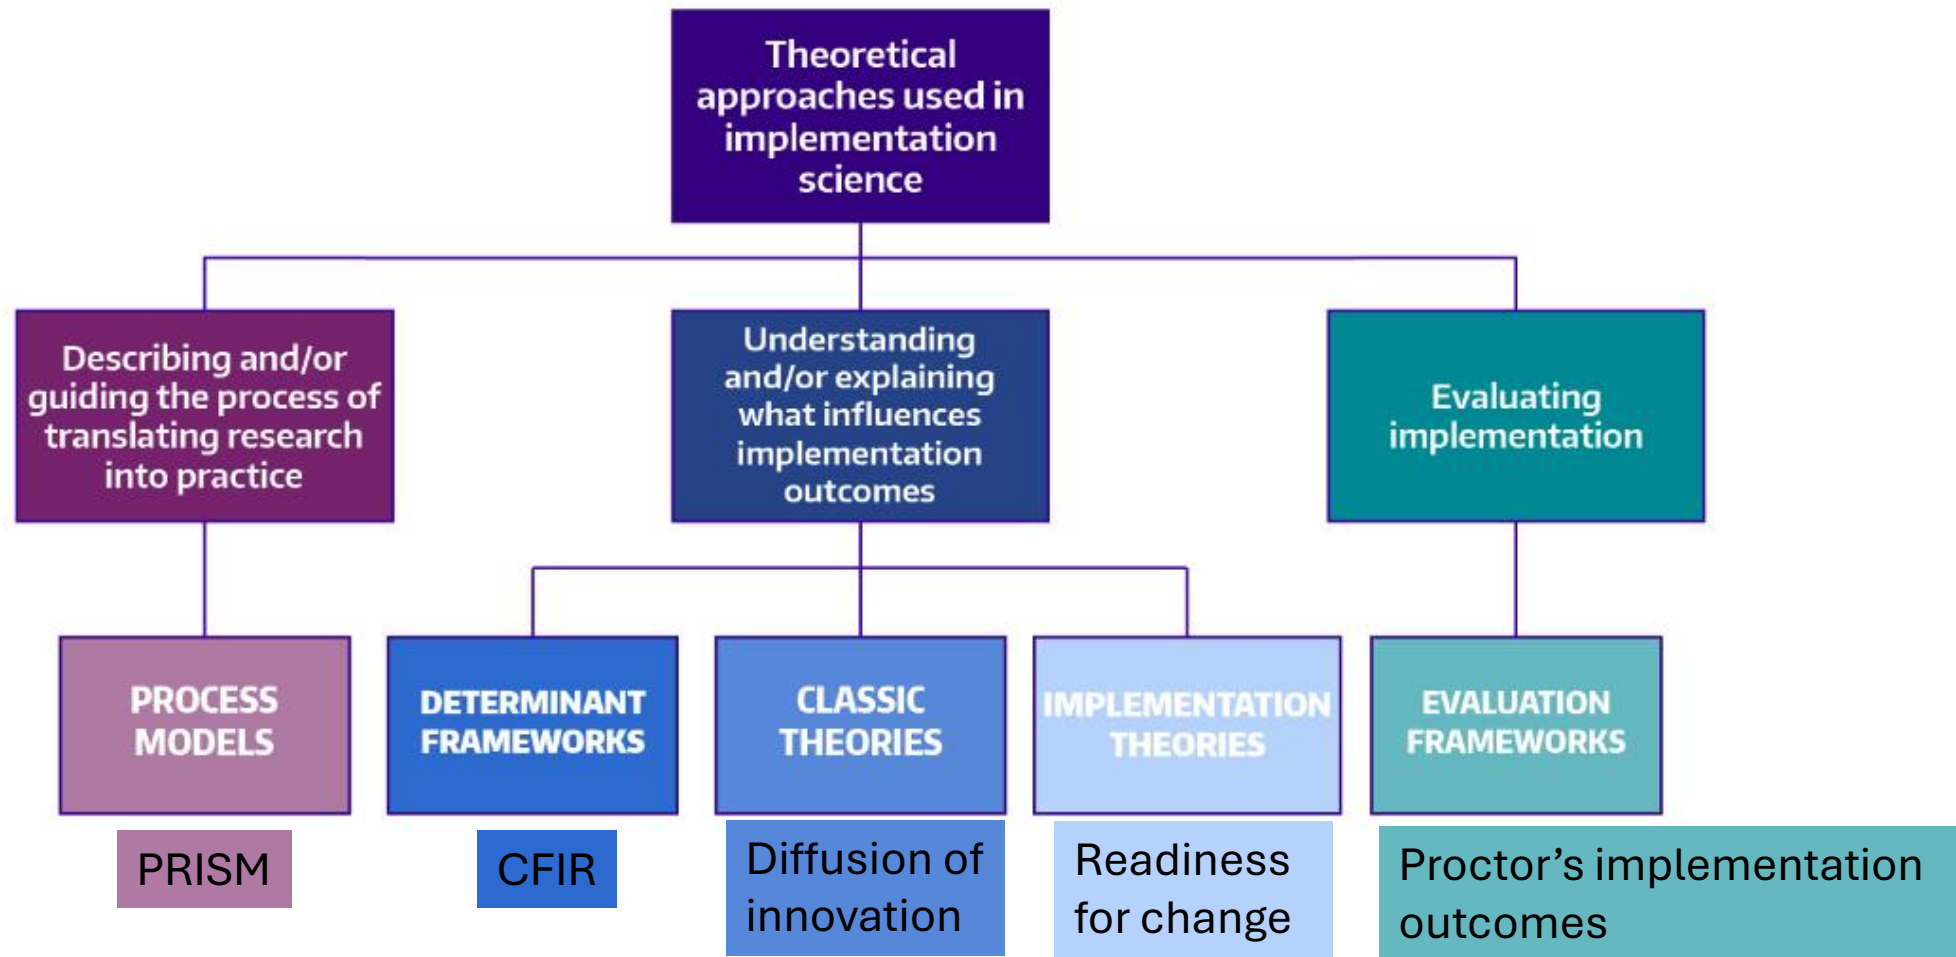 Theoretical
approaches used in
implementation
science
Describing and/or
guiding the process of
translating research
into practice
Understanding
and/or explaining
what influences
implementation
outcomes
Evaluating
implementation
PROCESS
MODELS
DETERMINANT
FRAMEWORKS
CLASSIC
THEORIES
IMPLEMENTATION
THEORIES
EVALUATION
FRAMEWORKS
PRISM
CFIR
Diffusion of
innovation
Readiness
for change
Proctor’s implementation
outcomes